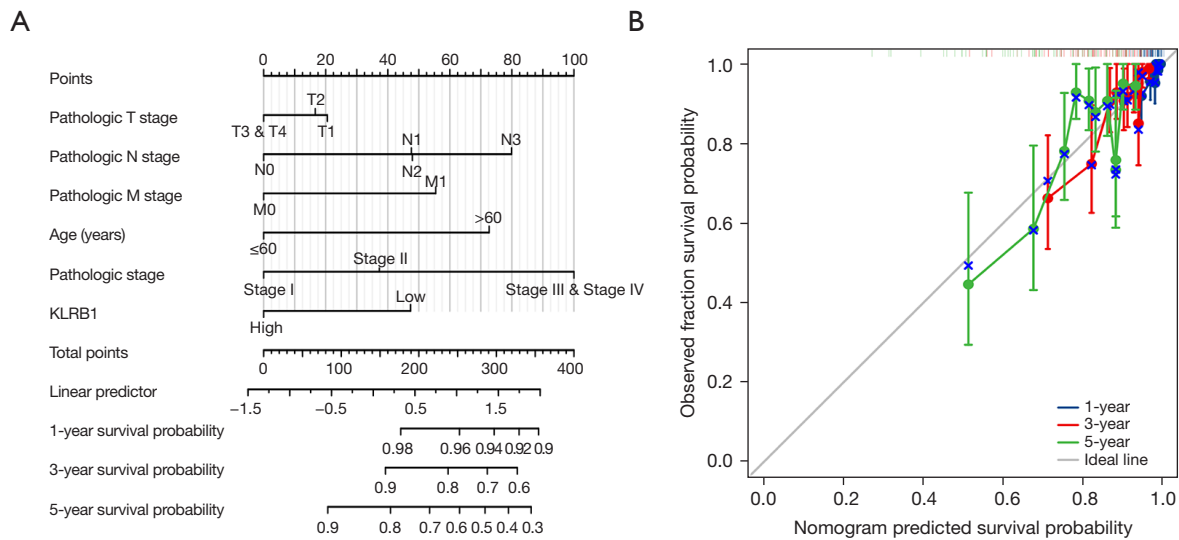 A
Points
0 20 40 60 80 100
Pathologic T stage
T2
T3 & T4 T1
Pathologic N stage
N1 N3
N0 N2
Pathologic M stage
M1
M0
Age (years)
>60
≤60
Pathologic stage
Stage II
Stage I Stage III & Stage IV
KLRB1
Low
High
Total points
0 100 200 300 400
Linear predictor
−1.5 −0.5 0.5 1.5
1-year survival probability
0.98 0.96 0.94 0.92 0.9
3-year survival probability
0.9 0.8 0.7 0.6
5-year survival probability
0.9 0.8 0.7 0.6 0.5 0.4 0.3
B
Observed fraction survival probability
1.0
0.8
0.6
0.4
0.2
0.0
1-year
3-year
5-year
Ideal line
0.0 0.2 0.4 0.6 0.8 1.0
Nomogram predicted survival probability